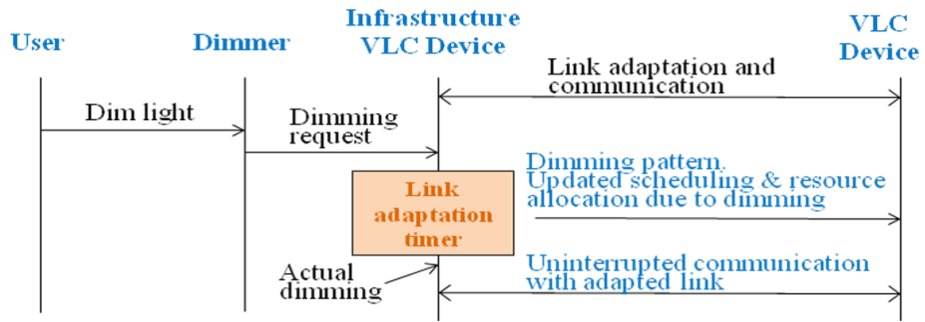 User
Dimmer
Infrastructure
VLC Device
VLC
Device
Link adaptation and
communication
Dim light
Dimming
request
Dimming pattern.
Updated scheduling & resource
allocation due to dimming
Link
adaptation
timer
Actual
dimming
Uninterrupted communication
with adapted link